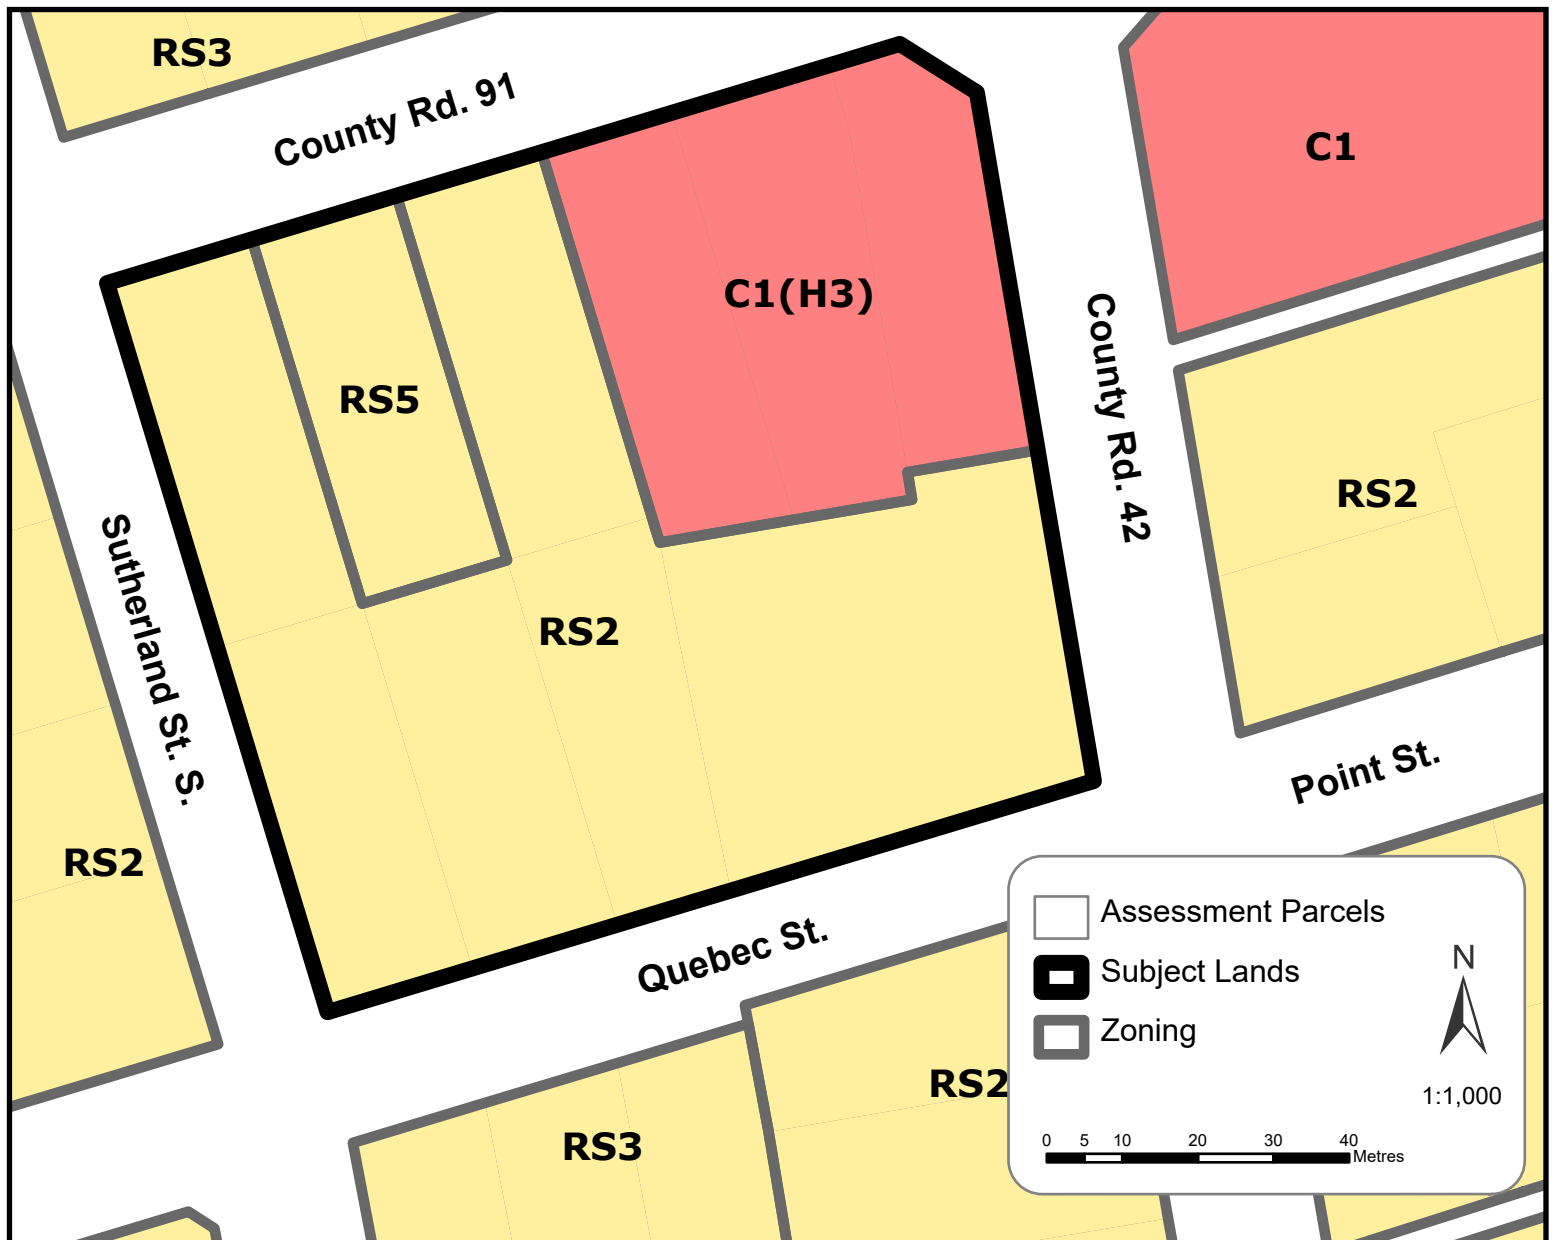 RS3
County Rd. 91
C1
C1(H3)
RS5
County Rd. 42
RS2
Sutherland St. S.
RS2
Point St.
RS2
Quebec St.
RS2
RS3
Assessment Parcels
Subject Lands
Zoning
N
1:1,000
0 5 10 20 30 40
Metres